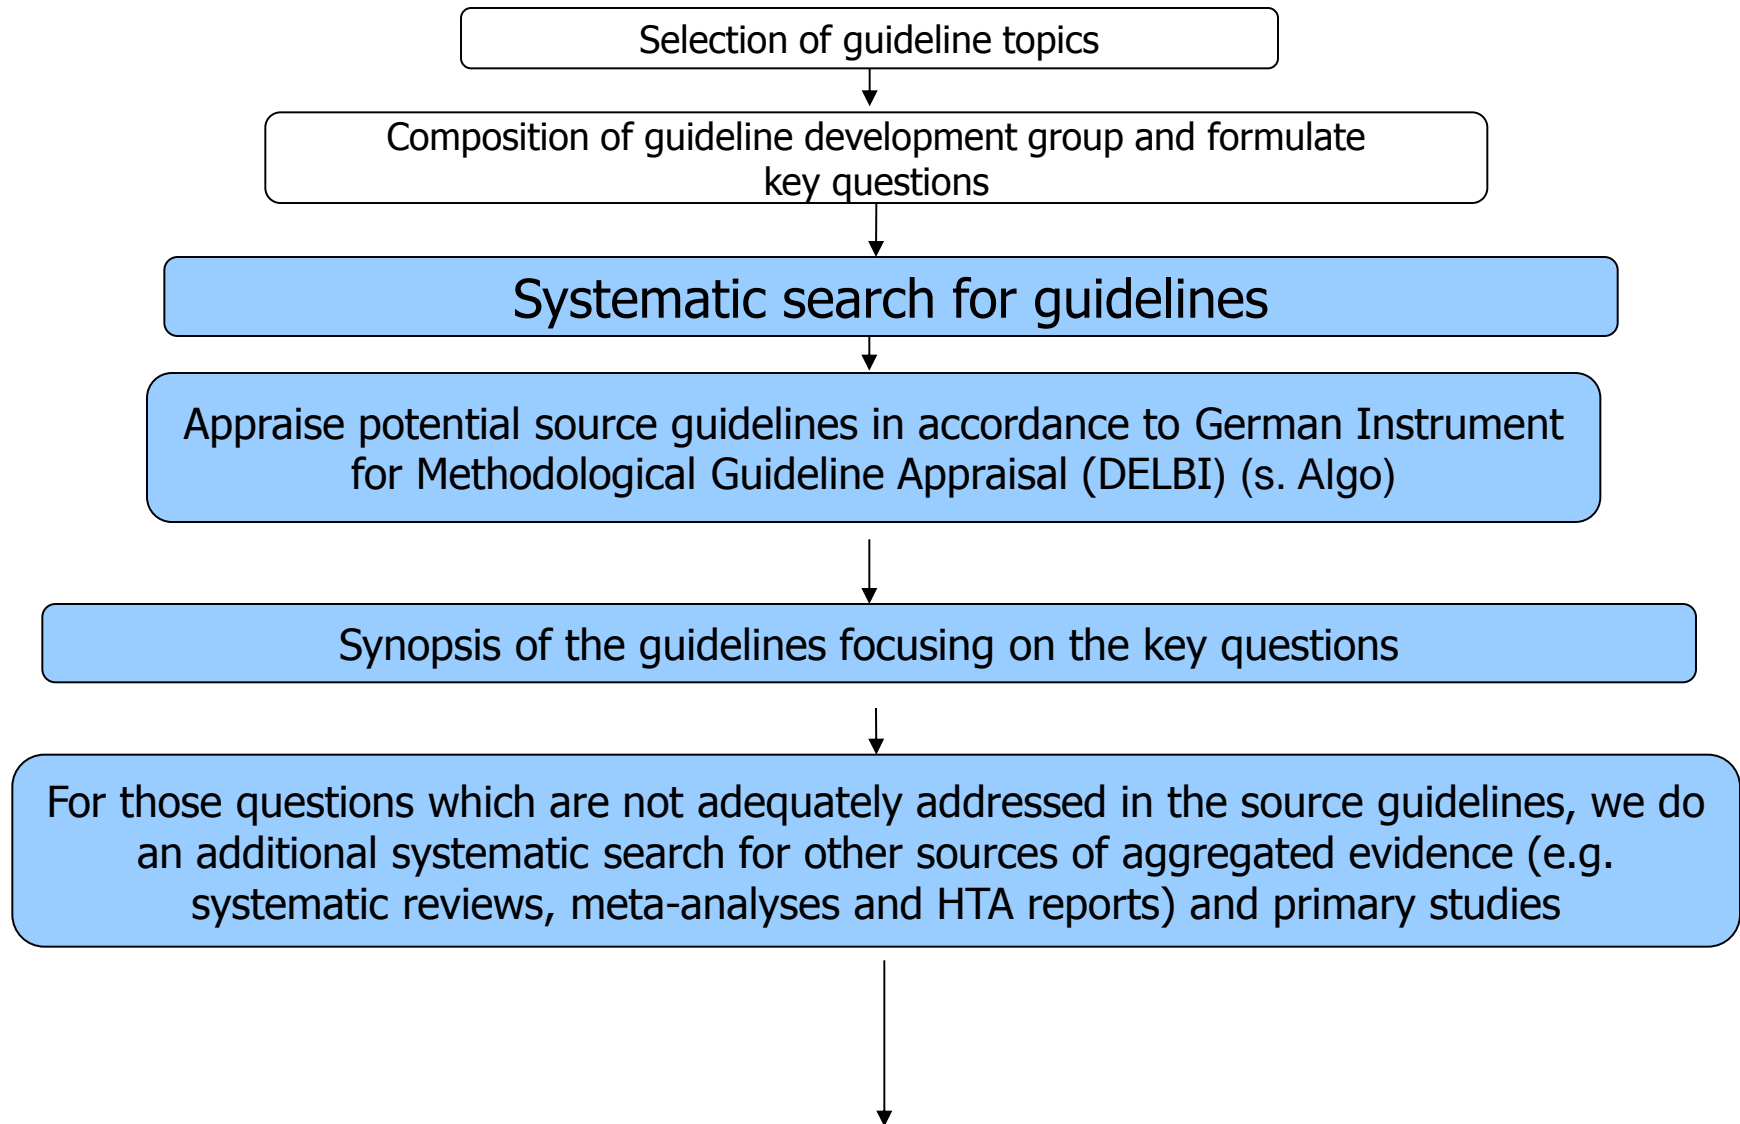 Selection of guideline topics
Composition of guideline development group and formulate
key questions
Systematic search for guidelines
Appraise potential source guidelines in accordance to German Instrument
for Methodological Guideline Appraisal (DELBI) (s. Algo)
Synopsis of the guidelines focusing on the key questions
For those questions which are not adequately addressed in the source guidelines, we do
an additional systematic search for other sources of aggregated evidence (e.g.
systematic reviews, meta-analyses and HTA reports) and primary studies